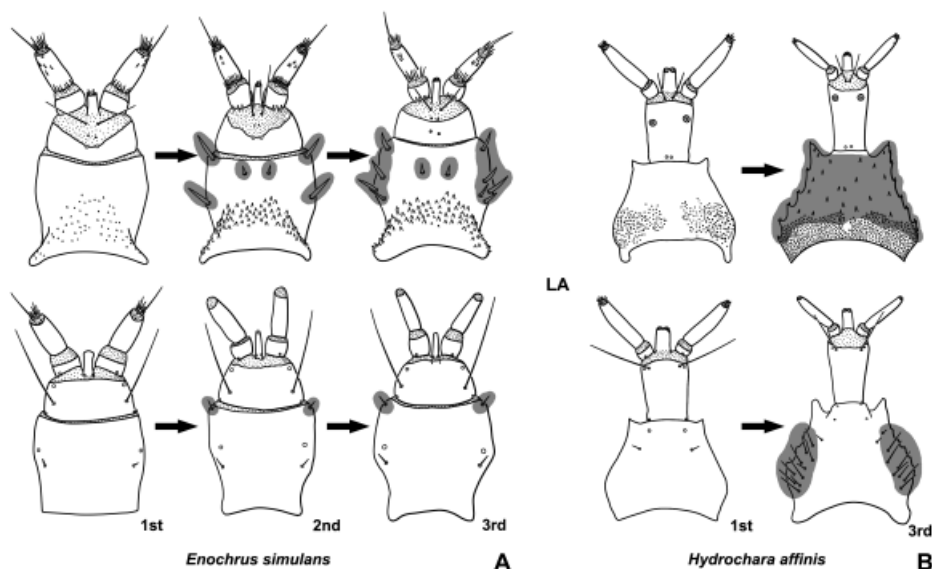 LA
1st
2nd
3rd
1st
3rd
Enochrus simulans
A
Hydrochara affinis
B